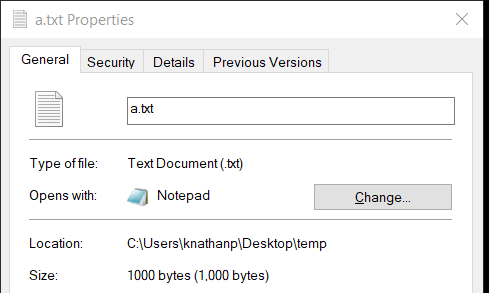 a.txt Properties
General Security Details Previous Versions
a.txt
Type of file: Text Document (.txt)
Opens with: Notepad Change...
Location: C:\Users\knathanp\Desktop\temp
Size: 1000 bytes (1,000 bytes)